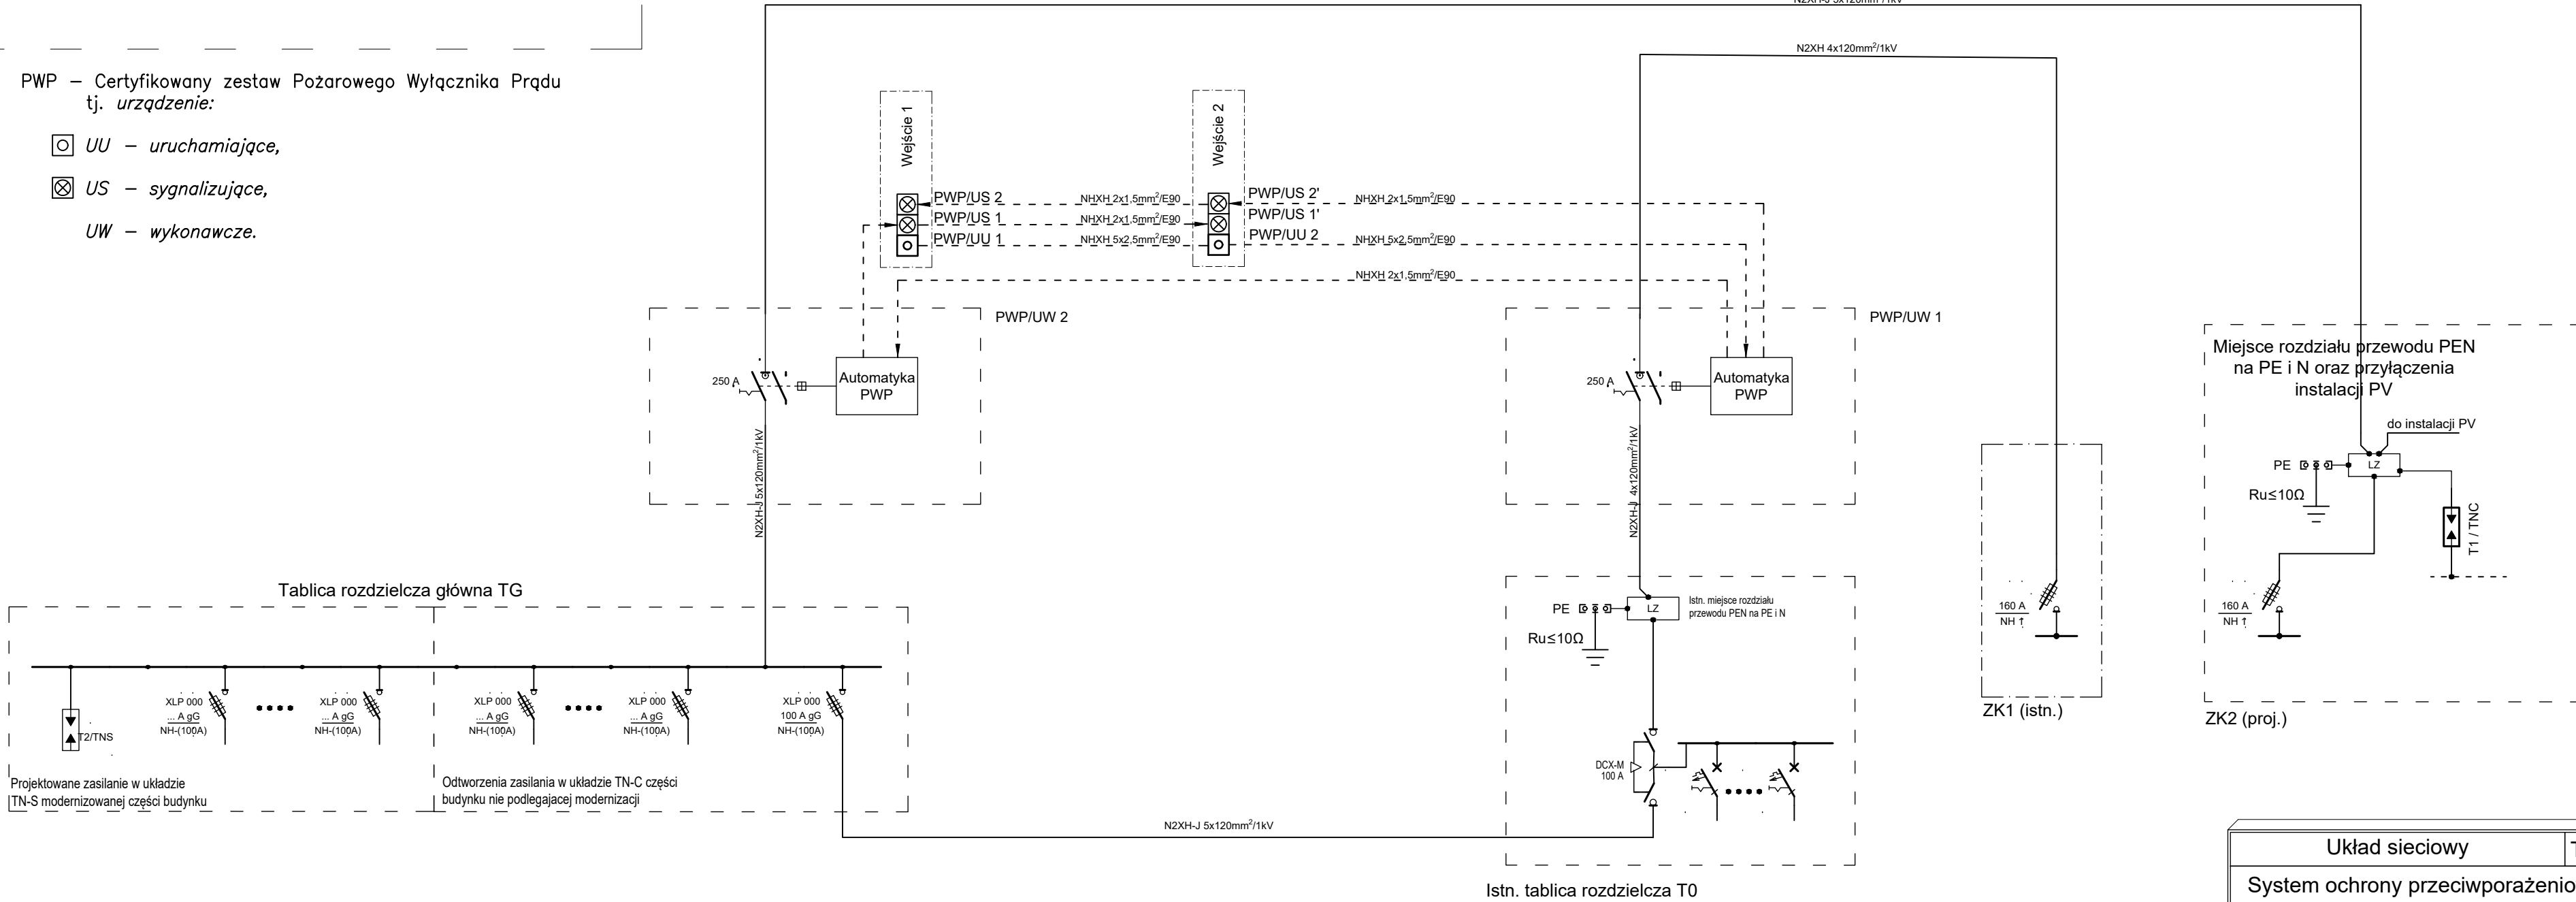 N2XH-J 5x120mm²/1kV
N2XH 4x120mm²/1kV
PWP – Certyfikowany zestaw Pożarowego Wyłącznika Prądu
tj. urządzenie:
UU – uruchamiające,
US – sygnalizujące,
UW – wykonawcze.
Wejście 1
Wejście 2
PWP/US 2
NHXH 2x1,5mm²/E90
PWP/US 2'
NHXH 2x1,5mm²/E90
PWP/US 1
NHXH 2x1,5mm²/E90
PWP/US 1'
PWP/UU 1
NHXH 5x2,5mm²/E90
PWP/UU 2
NHXH 5x2,5mm²/E90
NHXH 2x1,5mm²/E90
PWP/UW 2
250 A
Automatyka
PWP
N2XH-J 5x120mm²/1kV
PWP/UW 1
250 A
Automatyka
PWP
N2XH-J 4x120mm²/1kV
Miejsce rozdziału przewodu PEN
na PE i N oraz przyłączenia
instalacji PV
do instalacji PV
PE
LZ
Ru≤10Ω
T1 / TNC
160 A
NH
ZK2 (proj.)
160 A
NH
ZK1 (istn.)
Tablica rozdzielcza główna TG
T2/TNS
XLP 000
... A gG
NH-(100A)
XLP 000
... A gG
NH-(100A)
XLP 000
... A gG
NH-(100A)
XLP 000
... A gG
NH-(100A)
XLP 000
100 A gG
NH-(100A)
Projektowane zasilanie w układzie
TN-S modernizowanej części budynku
Odtworzenia zasilania w układzie TN-C części
budynku nie podlegajacej modernizacji
N2XH-J 5x120mm²/1kV
PE
LZ
Istn. miejsce rozdziału
przewodu PEN na PE i N
Ru≤10Ω
DCX-M
100 A
Istn. tablica rozdzielcza T0
Układ sieciowy
System ochrony przeciwporażenio